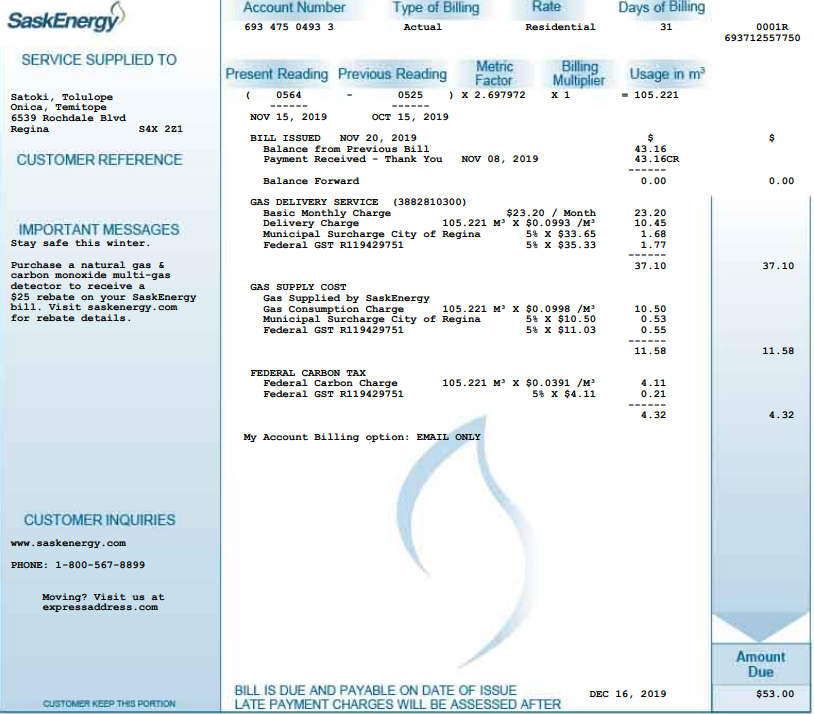 SaskEnergy
Account Number Type of Billing Rate Days of Billing
693 475 0493 3 Actual Residential 31 0001R
693712557750
SERVICE SUPPLIED TO
Present Reading Previous Reading Metric Factor Billing Multiplier Usage in m³
( 0564 - 0525 ) X 2.697972 X 1 = 105.221
------ ------
NOV 15, 2019 OCT 15, 2019
Satoki, Tolulope
Onica, Temitope
6539 Rochdale Blvd
Regina S4X 2Z1
CUSTOMER REFERENCE
IMPORTANT MESSAGES
Stay safe this winter.
Purchase a natural gas &
carbon monoxide multi-gas
detector to receive a
$25 rebate on your SaskEnergy
bill. Visit saskenergy.com
for rebate details.
CUSTOMER INQUIRIES
www.saskenergy.com
PHONE: 1-800-567-8899
Moving? Visit us at
expressaddress.com
CUSTOMER KEEP THIS PORTION
BILL ISSUED NOV 20, 2019 $ $
Balance from Previous Bill 43.16
Payment Received - Thank You NOV 08, 2019 43.16CR
------
Balance Forward 0.00 0.00
GAS DELIVERY SERVICE (3882810300)
Basic Monthly Charge $23.20 / Month 23.20
Delivery Charge 105.221 M³ X $0.0993 /M³ 10.45
Municipal Surcharge City of Regina 5% X $33.65 1.68
Federal GST R119429751 5% X $35.33 1.77
------
37.10 37.10
GAS SUPPLY COST
Gas Supplied by SaskEnergy
Gas Consumption Charge 105.221 M³ X $0.0998 /M³ 10.50
Municipal Surcharge City of Regina 5% X $10.50 0.53
Federal GST R119429751 5% X $11.03 0.55
------
11.58 11.58
FEDERAL CARBON TAX
Federal Carbon Charge 105.221 M³ X $0.0391 /M³ 4.11
Federal GST R119429751 5% X $4.11 0.21
------
4.32 4.32
My Account Billing option: EMAIL ONLY
Amount
Due
BILL IS DUE AND PAYABLE ON DATE OF ISSUE
LATE PAYMENT CHARGES WILL BE ASSESSED AFTER DEC 16, 2019 $53.00